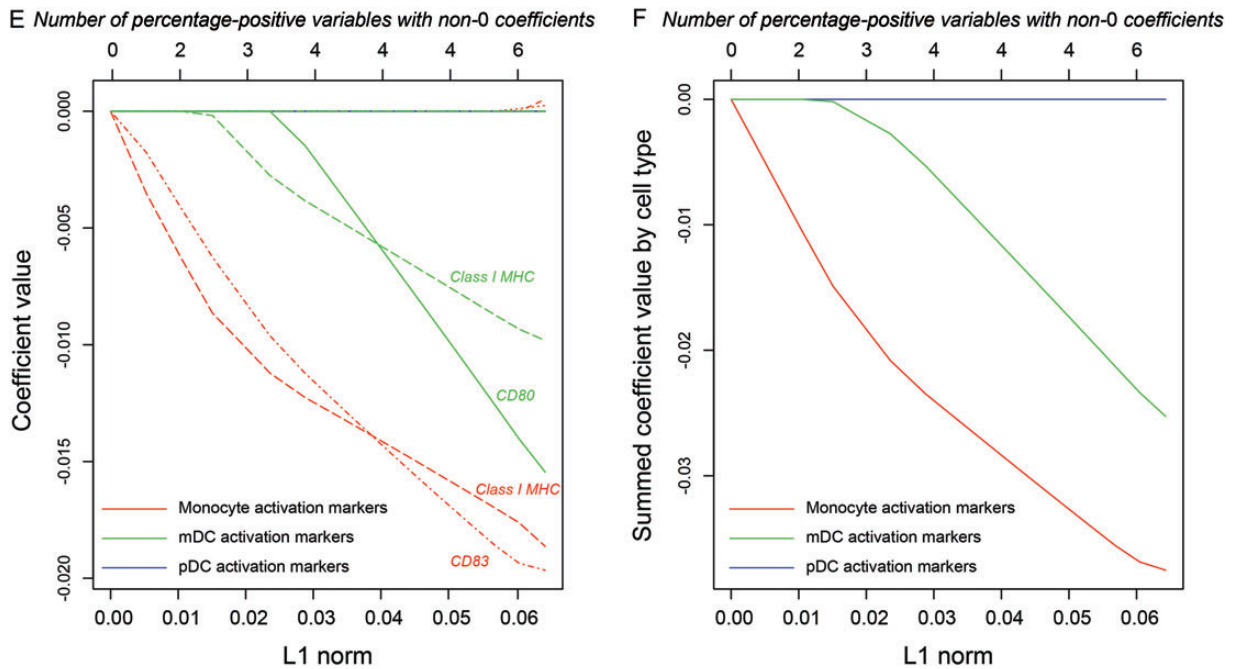 E Number of percentage-positive variables with non-0 coefficients
0 2 3 4 4 4 6
0.000
-0.005
-0.010
-0.015
-0.020
Coefficient value
Class I MHC
CD80
Class I MHC
CD83
Monocyte activation markers
mDC activation markers
pDC activation markers
0.00 0.01 0.02 0.03 0.04 0.05 0.06
L1 norm
F Number of percentage-positive variables with non-0 coefficients
0 2 3 4 4 4 6
0.00
-0.01
-0.02
-0.03
Summed coefficient value by cell type
Monocyte activation markers
mDC activation markers
pDC activation markers
0.00 0.01 0.02 0.03 0.04 0.05 0.06
L1 norm